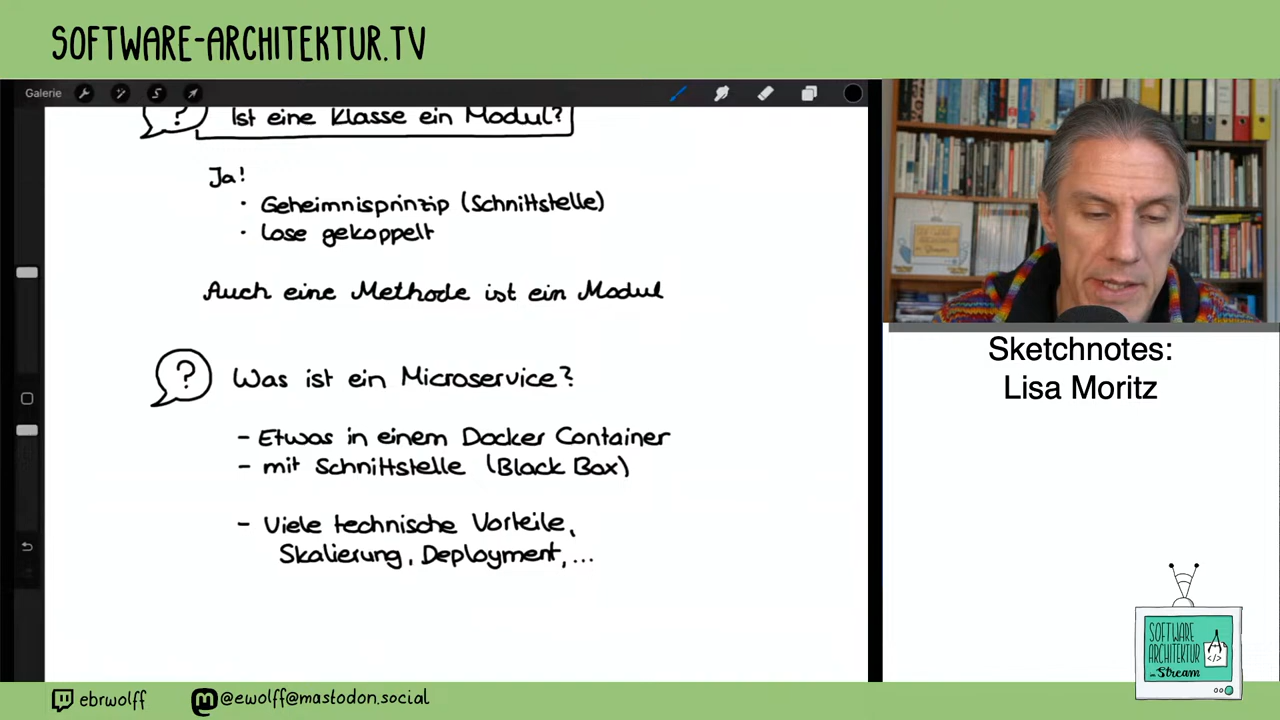 SOFTWARE-ARCHITEKTUR.TV
Galerie
? Ist eine Klasse ein Modul?
Ja!
· Geheimnisprinzip (Schnittstelle)
· lose gekoppelt
Auch eine Methode ist ein Modul
? Was ist ein Microservice?
- Etwas in einem Docker Container
- mit Schnittstelle (Black Box)
- Viele technische Vorteile,
Skalierung, Deployment, ...
Sketchnotes:
Lisa Moritz
SOFTWARE
ARCHITEKTUR
im Stream
</>
ebrwolff
@ewolff@mastodon.social